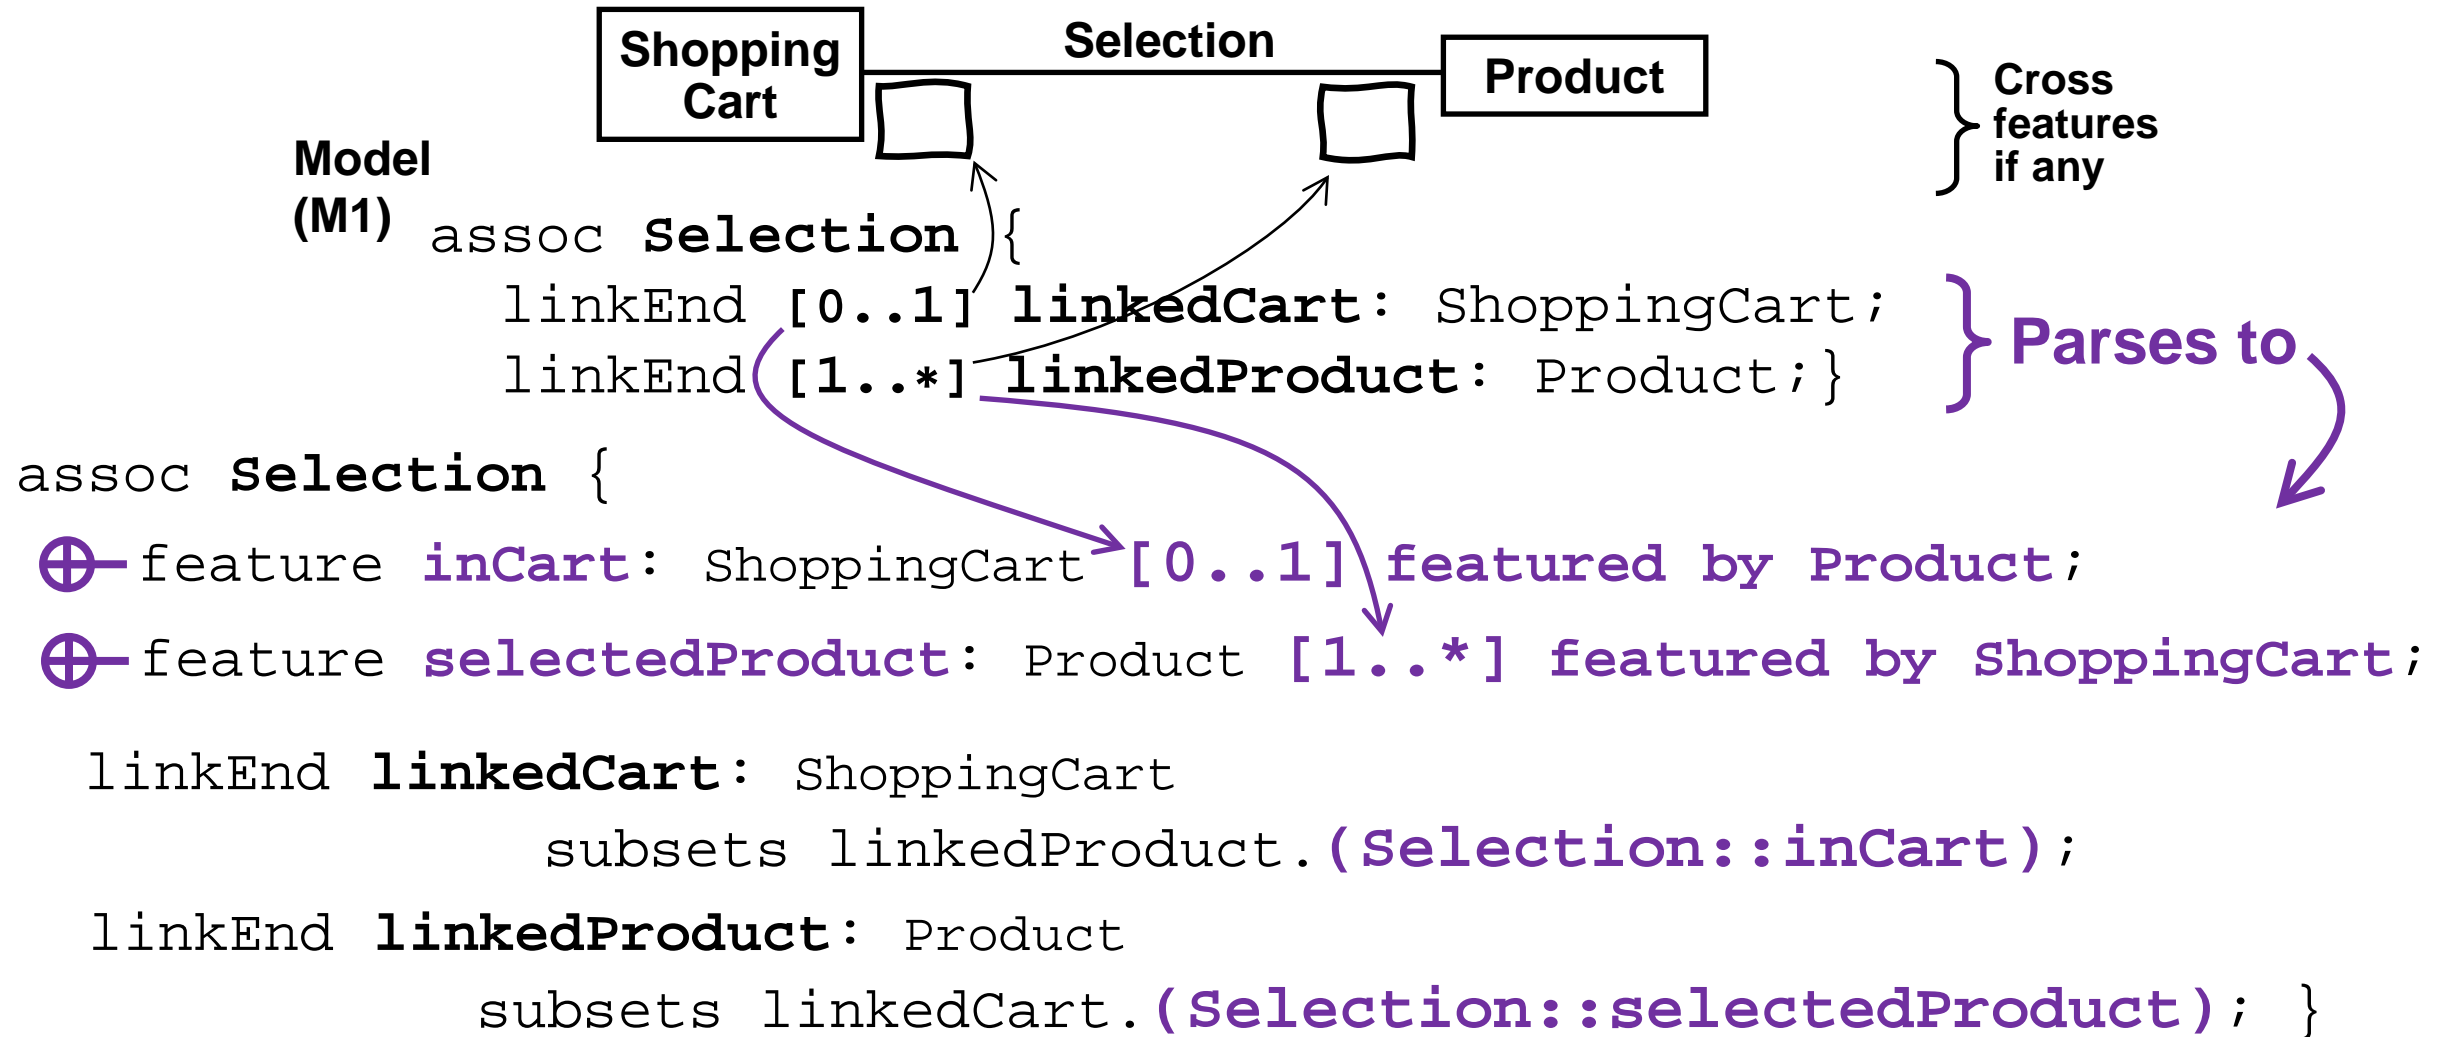 Shopping
Cart
Selection
Product
Cross
features
if any
Model
(M1)
assoc Selection {
linkEnd [0..1] linkedCart: ShoppingCart;
linkEnd [1..*] linkedProduct: Product;}
Parses to
assoc Selection {
feature inCart: ShoppingCart [0..1] featured by Product;
feature selectedProduct: Product [1..*] featured by ShoppingCart;
linkEnd linkedCart: ShoppingCart
subsets linkedProduct.(Selection::inCart);
linkEnd linkedProduct: Product
subsets linkedCart.(Selection::selectedProduct); }